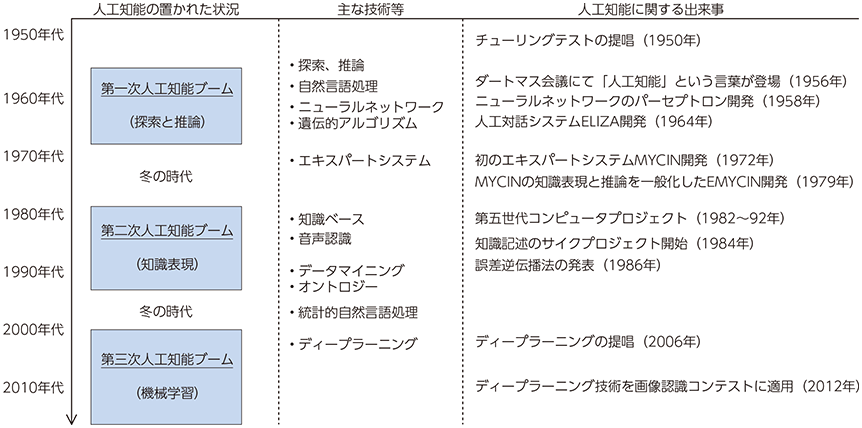 人工知能の置かれた状況
主な技術等
人工知能に関する出来事
1950年代
チューリングテストの提唱（1950年）
・探索、推論
・自然言語処理
・ニューラルネットワーク
・遺伝的アルゴリズム
1960年代
第一次人工知能ブーム
（探索と推論）
ダートマス会議にて「人工知能」という言葉が登場（1956年）
ニューラルネットワークのパーセプトロン開発（1958年）
人工対話システムELIZA開発（1964年）
1970年代
冬の時代
・エキスパートシステム
初のエキスパートシステムMYCIN開発（1972年）
MYCINの知識表現と推論を一般化したEMYCIN開発（1979年）
1980年代
第二次人工知能ブーム
（知識表現）
・知識ベース
・音声認識
第五世代コンピュータプロジェクト（1982～92年）
知識記述のサイクプロジェクト開始（1984年）
誤差逆伝播法の発表（1986年）
1990年代
・データマイニング
・オントロジー
冬の時代
・統計的自然言語処理
2000年代
第三次人工知能ブーム
（機械学習）
・ディープラーニング
ディープラーニングの提唱（2006年）
2010年代
ディープラーニング技術を画像認識コンテストに適用（2012年）